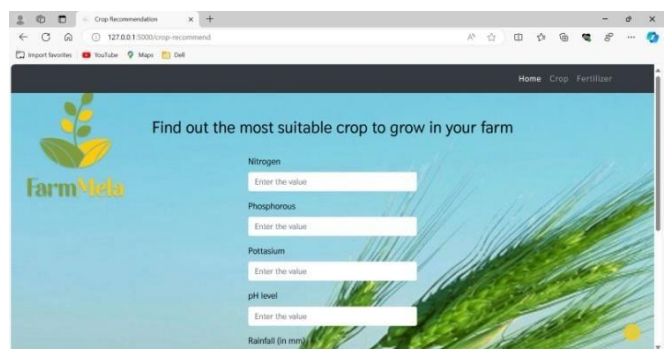 Crop Recommendation
127.0.0.1:5000/crop-recommend
Import favorites YouTube Maps Dell
Home Crop Fertilizer
Find out the most suitable crop to grow in your farm
FarmMela
Nitrogen
Enter the value
Phosphorous
Enter the value
Pottasium
Enter the value
pH level
Enter the value
Rainfall (in mm)